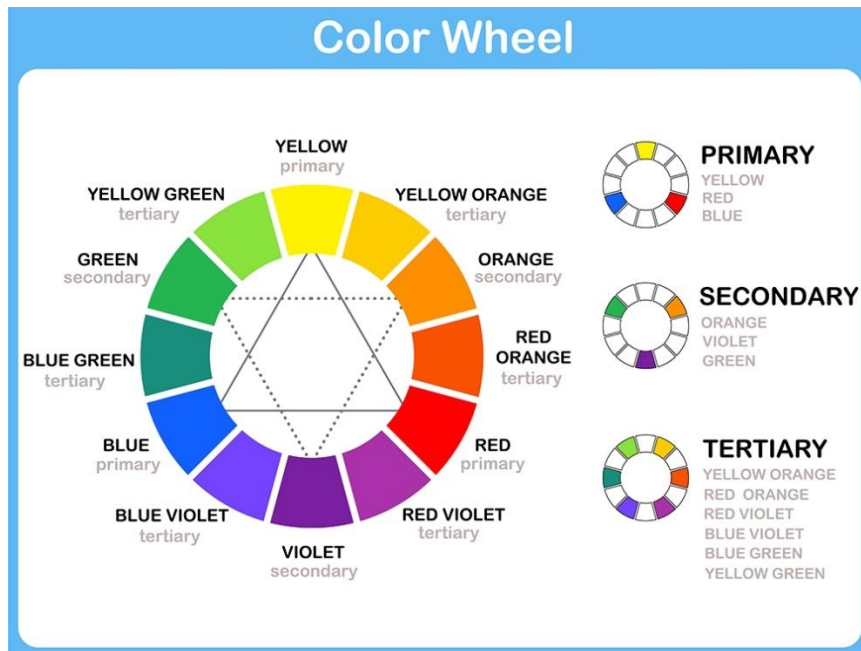 Color Wheel
YELLOW
primary
YELLOW GREEN
tertiary
YELLOW ORANGE
tertiary
GREEN
secondary
ORANGE
secondary
BLUE GREEN
tertiary
RED
ORANGE
tertiary
BLUE
primary
RED
primary
BLUE VIOLET
tertiary
RED VIOLET
tertiary
VIOLET
secondary
PRIMARY
YELLOW
RED
BLUE
SECONDARY
ORANGE
VIOLET
GREEN
TERTIARY
YELLOW ORANGE
RED ORANGE
RED VIOLET
BLUE VIOLET
BLUE GREEN
YELLOW GREEN